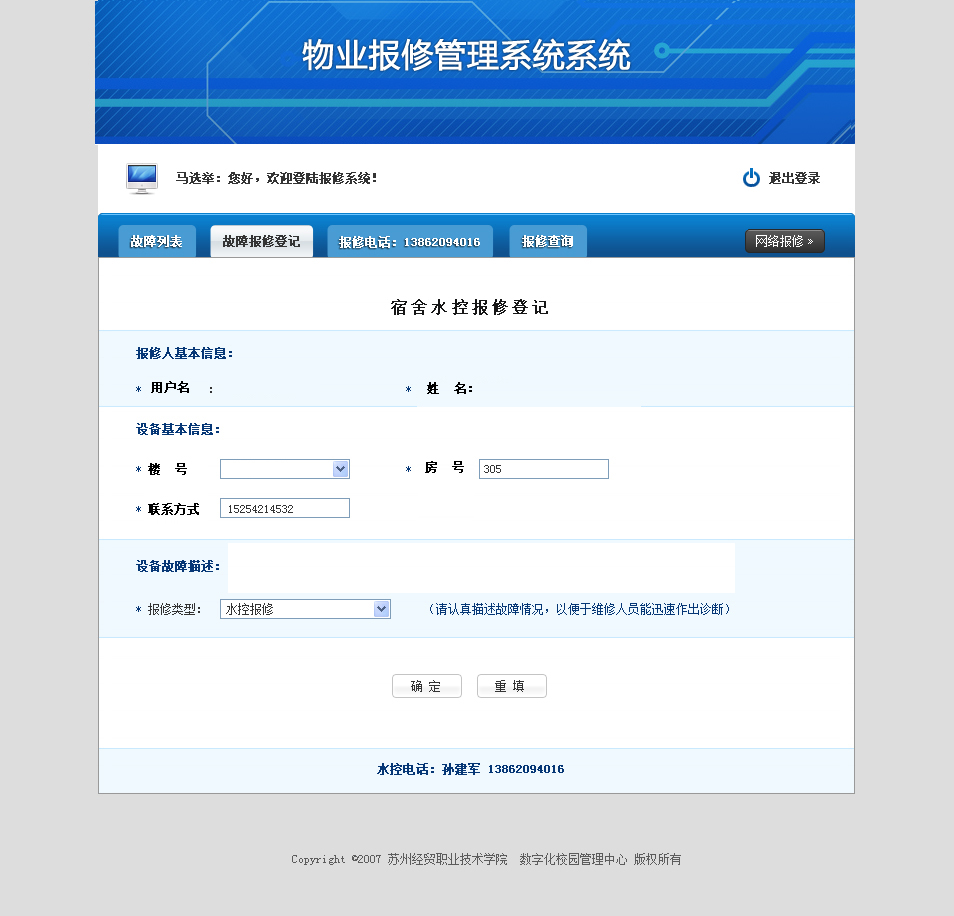 物业报修管理系统系统
马选举：您好，欢迎登陆报修系统！
退出登录
故障列表 故障报修登记 报修电话：13862094016 报修查询 网络报修 »
宿舍水控报修登记
报修人基本信息：
* 用户名 ： * 姓 名：
设备基本信息：
* 楼 号 * 房 号 305
* 联系方式 15254214532
设备故障描述：
* 报修类型： 水控报修 （请认真描述故障情况，以便于维修人员能迅速作出诊断）
确 定 重 填
水控电话：孙建军 13862094016
Copyright ©2007 苏州经贸职业技术学院 数字化校园管理中心 版权所有